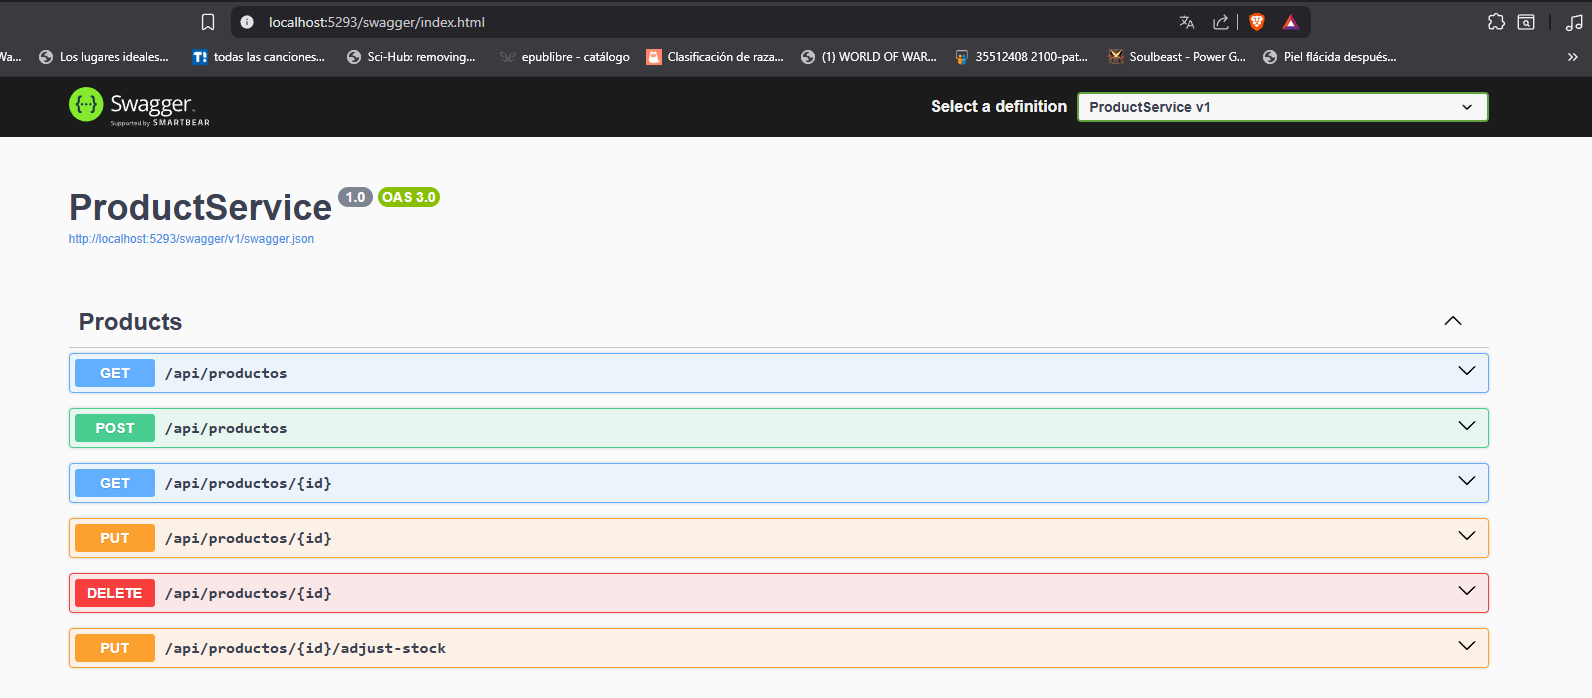 localhost:5293/swagger/index.html
Wa... Los lugares ideales... T! todas las canciones... Sci-Hub: removing... epublibre - catálogo Clasificación de raza... (1) WORLD OF WAR... 35512408 2100-pat... Soulbeast - Power G... Piel flácida después... »
Swagger
Supported by SMARTBEAR
Select a definition ProductService v1
ProductService 1.0 OAS 3.0
http://localhost:5293/swagger/v1/swagger.json
Products
GET /api/productos
POST /api/productos
GET /api/productos/{id}
PUT /api/productos/{id}
DELETE /api/productos/{id}
PUT /api/productos/{id}/adjust-stock